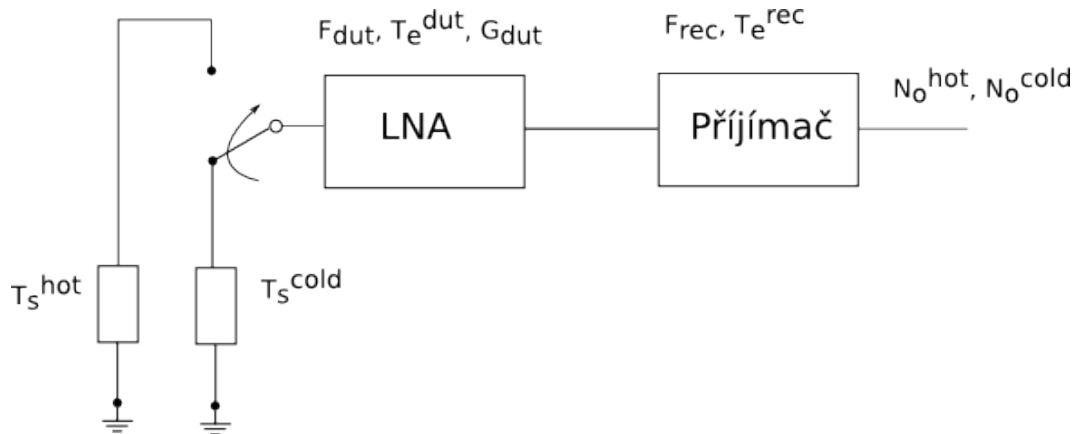 F_dut, T_e^dut, G_dut
F_rec, T_e^rec
N_o^hot, N_o^cold
LNA
Příjímač
T_s^hot
T_s^cold